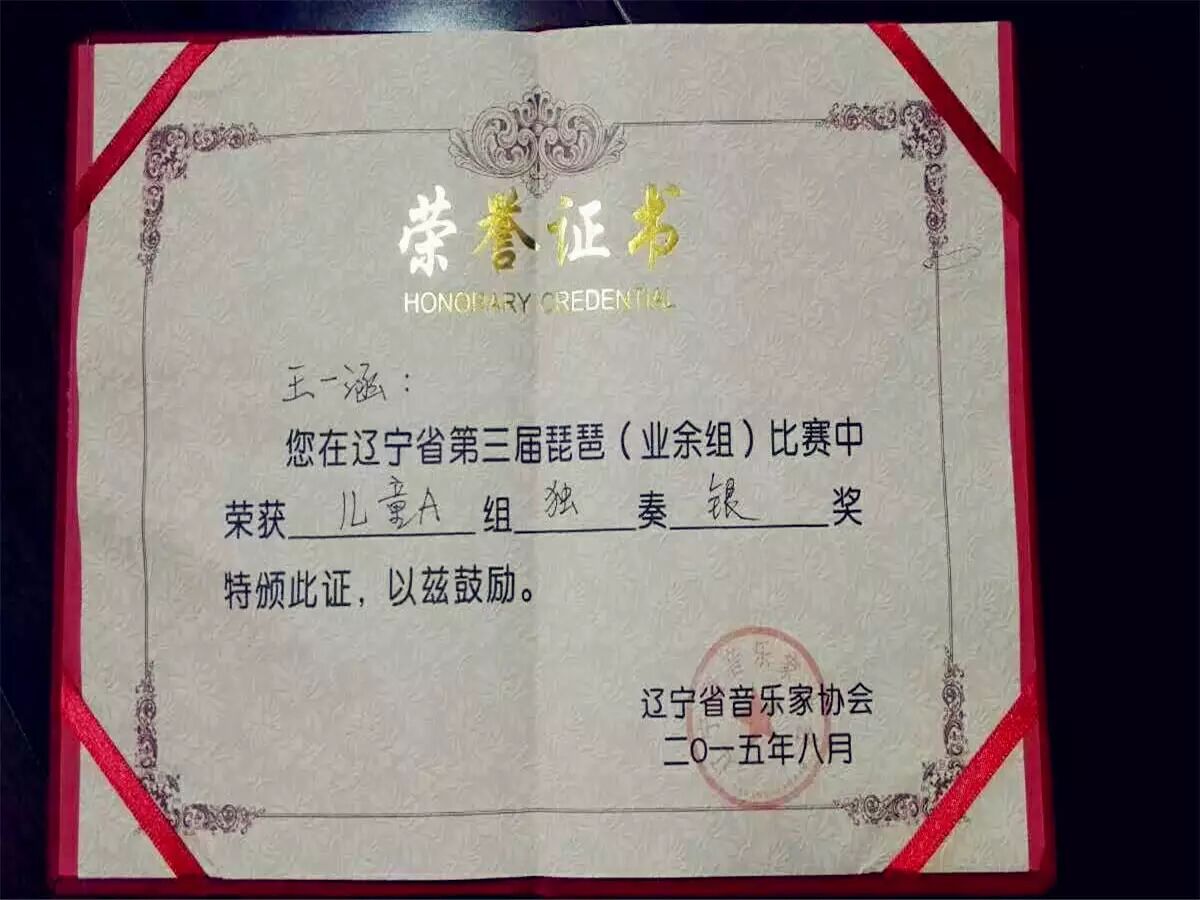 荣誉证书
HONORARY CREDENTIAL
王一涵：
您在辽宁省第三届琵琶（业余组）比赛中
荣获 儿童A 组 独 奏 银 奖
特颁此证，以兹鼓励。
辽宁省音乐家协会
二〇一五年八月